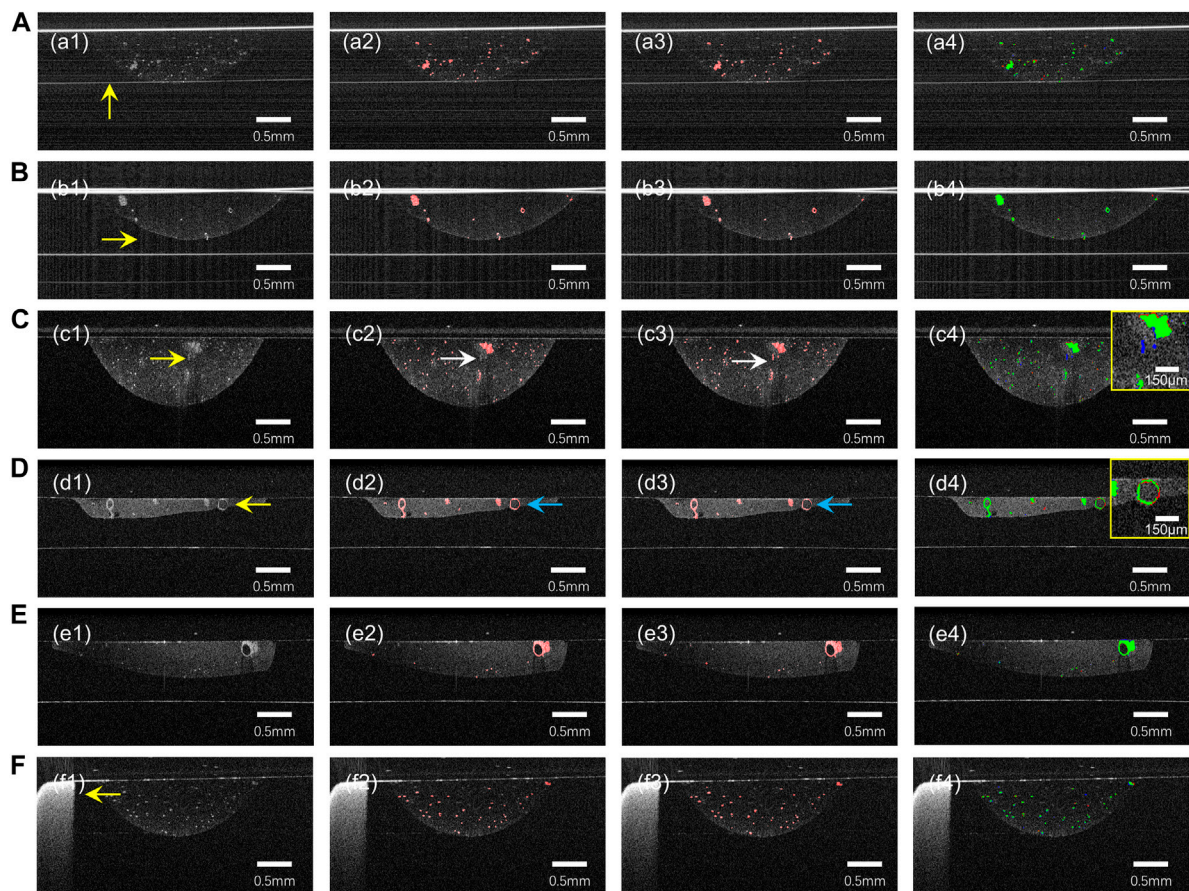 A
(a1) (a2) (a3) (a4)
0.5mm 0.5mm 0.5mm 0.5mm
B
(b1) (b2) (b3) (b4)
0.5mm 0.5mm 0.5mm 0.5mm
C
(c1) (c2) (c3) (c4)
150μm
0.5mm 0.5mm 0.5mm 0.5mm
D
(d1) (d2) (d3) (d4)
150μm
0.5mm 0.5mm 0.5mm 0.5mm
E
(e1) (e2) (e3) (e4)
0.5mm 0.5mm 0.5mm 0.5mm
F
(f1) (f2) (f3) (f4)
0.5mm 0.5mm 0.5mm 0.5mm